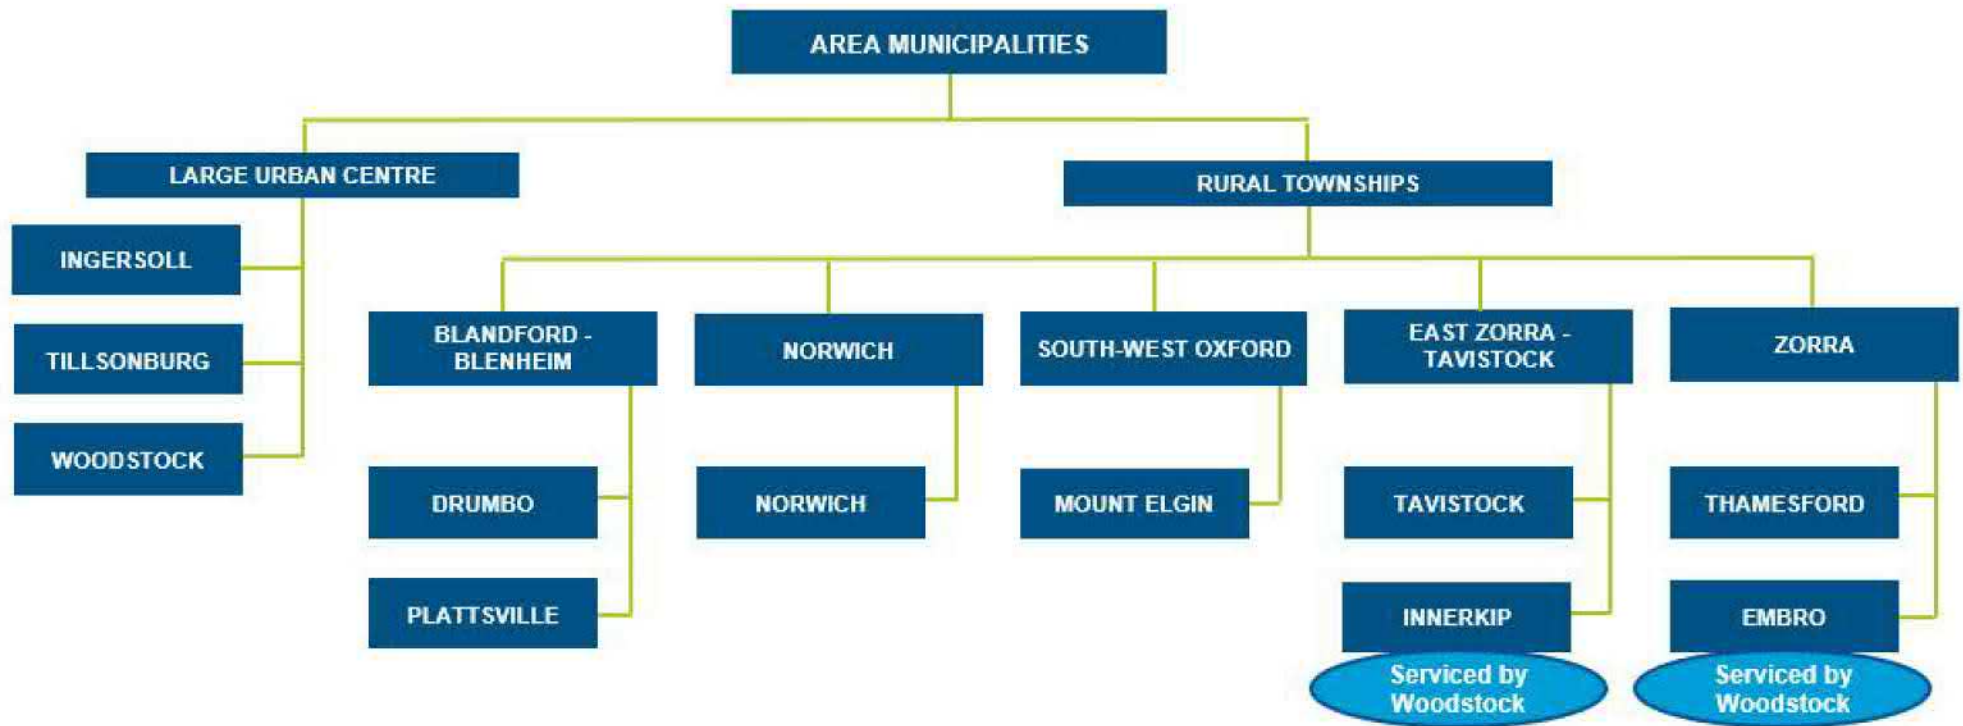 AREA MUNICIPALITIES
LARGE URBAN CENTRE
RURAL TOWNSHIPS
INGERSOLL
TILLSONBURG
WOODSTOCK
BLANDFORD -
BLENHEIM
NORWICH
SOUTH-WEST OXFORD
EAST ZORRA -
TAVISTOCK
ZORRA
DRUMBO
NORWICH
MOUNT ELGIN
TAVISTOCK
THAMESFORD
PLATTSVILLE
INNERKIP
EMBRO
Serviced by
Woodstock
Serviced by
Woodstock